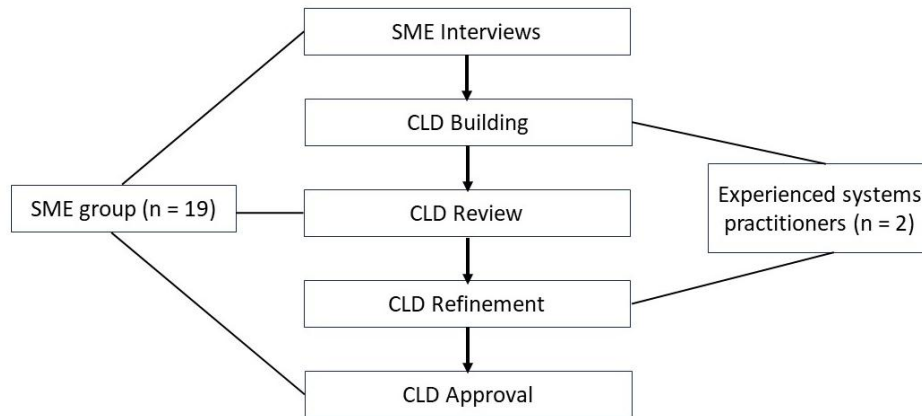 SME Interviews
CLD Building
SME group (n = 19)
CLD Review
Experienced systems
practitioners (n = 2)
CLD Refinement
CLD Approval